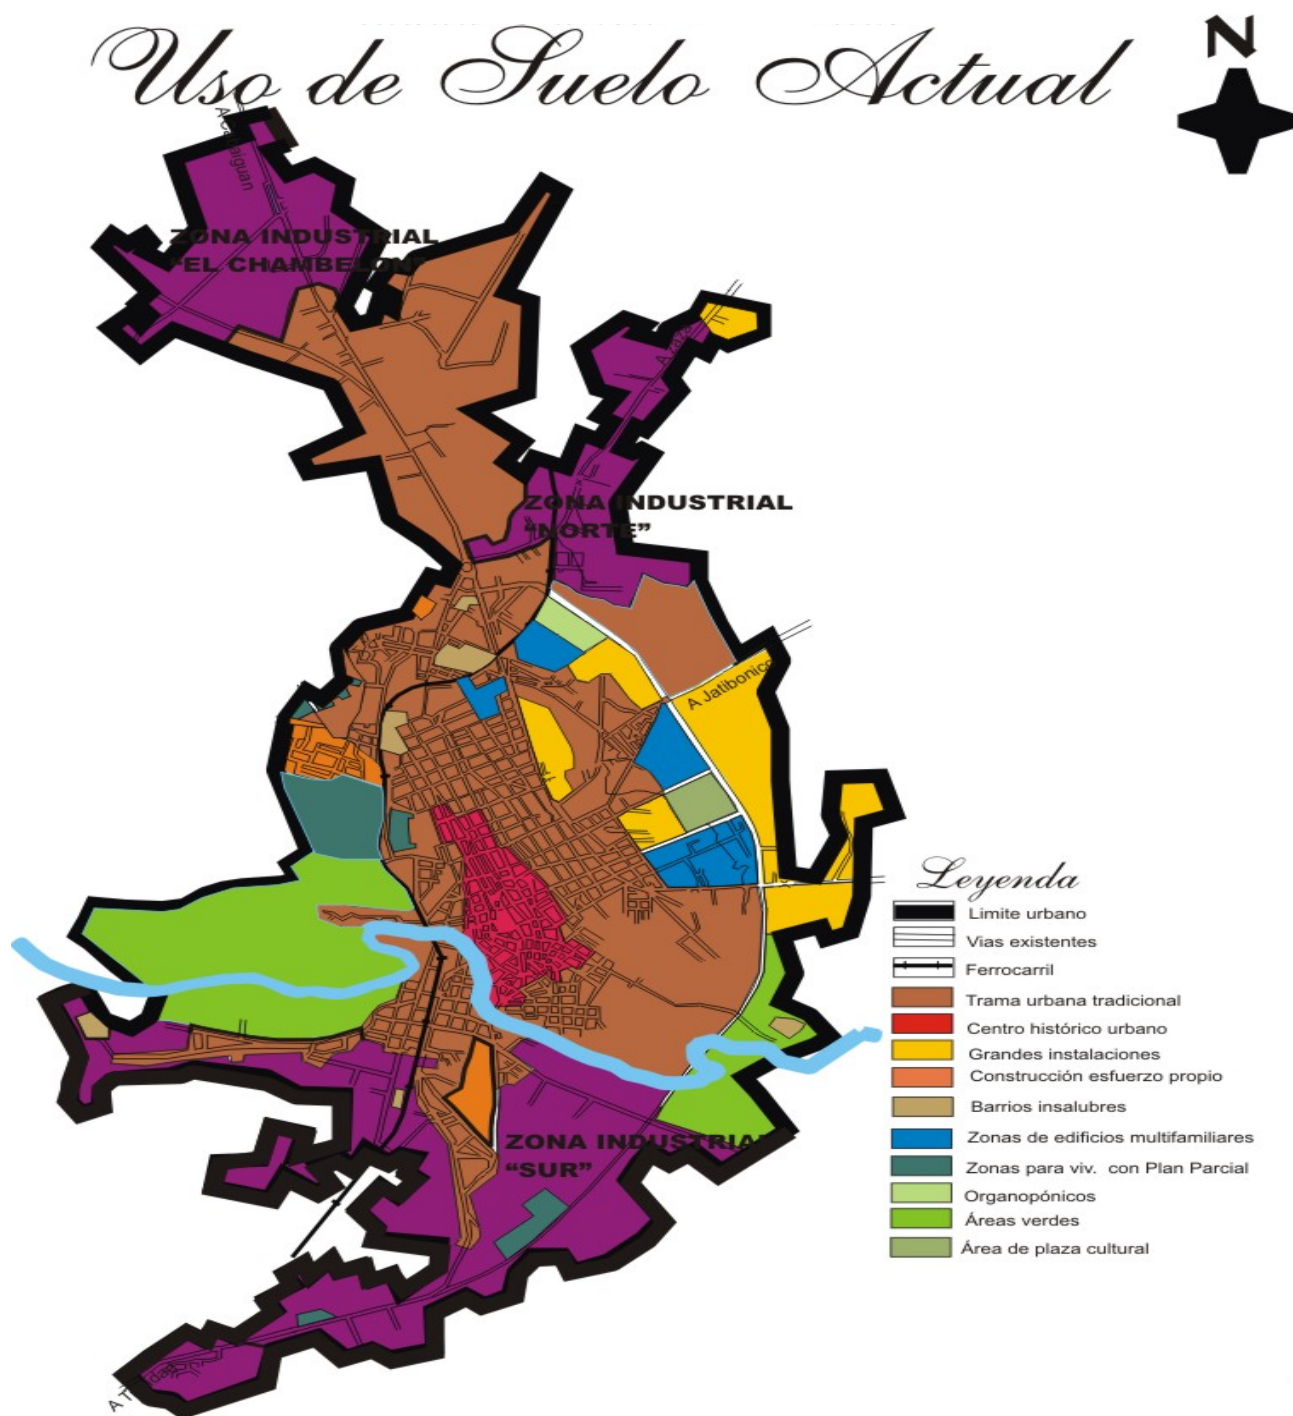 Uso de Suelo Actual
N
ZONA INDUSTRIAL
“EL CHAMBELON”
ZONA INDUSTRIAL
“NORTE”
A Jatibonico
ZONA INDUSTRIAL
“SUR”
Leyenda
Limite urbano
Vias existentes
Ferrocarril
Trama urbana tradicional
Centro histórico urbano
Grandes instalaciones
Construcción esfuerzo propio
Barrios insalubres
Zonas de edificios multifamiliares
Zonas para viv. con Plan Parcial
Organopónicos
Áreas verdes
Área de plaza cultural